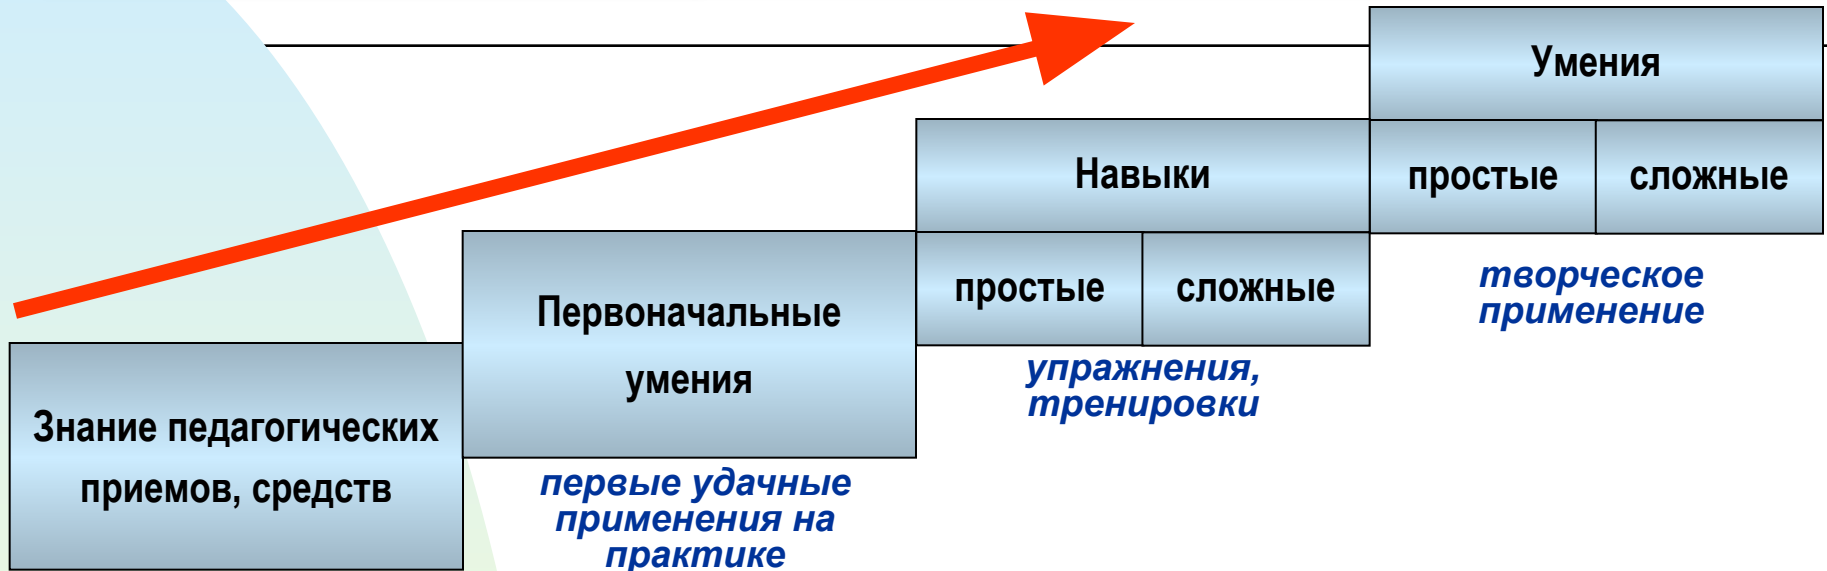 Знание педагогических
приемов, средств
Первоначальные
умения
первые удачные
применения на
практике
Навыки
простые
сложные
упражнения,
тренировки
Умения
простые
сложные
творческое
применение